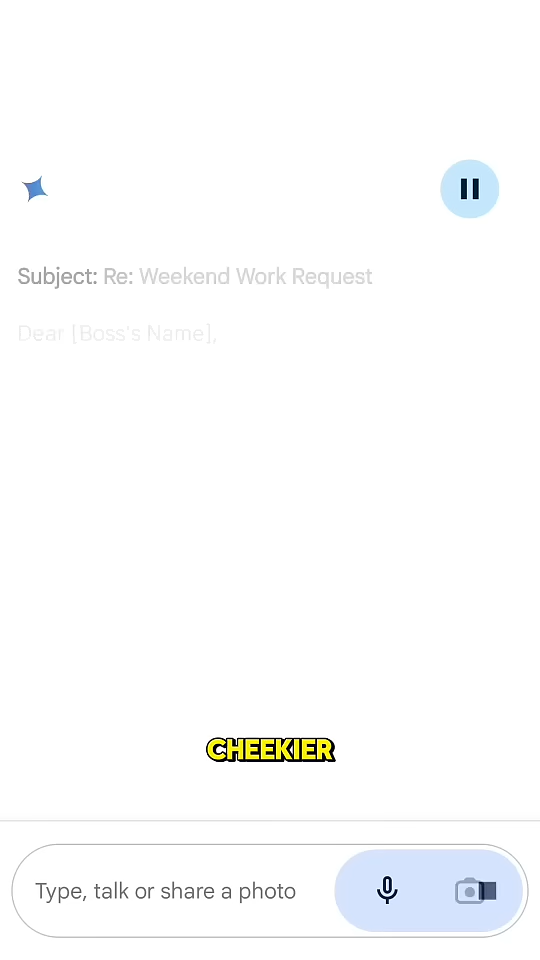 Subject: Re: Weekend Work Request
Dear [Boss's Name],
CHEEKIER
Type, talk or share a photo